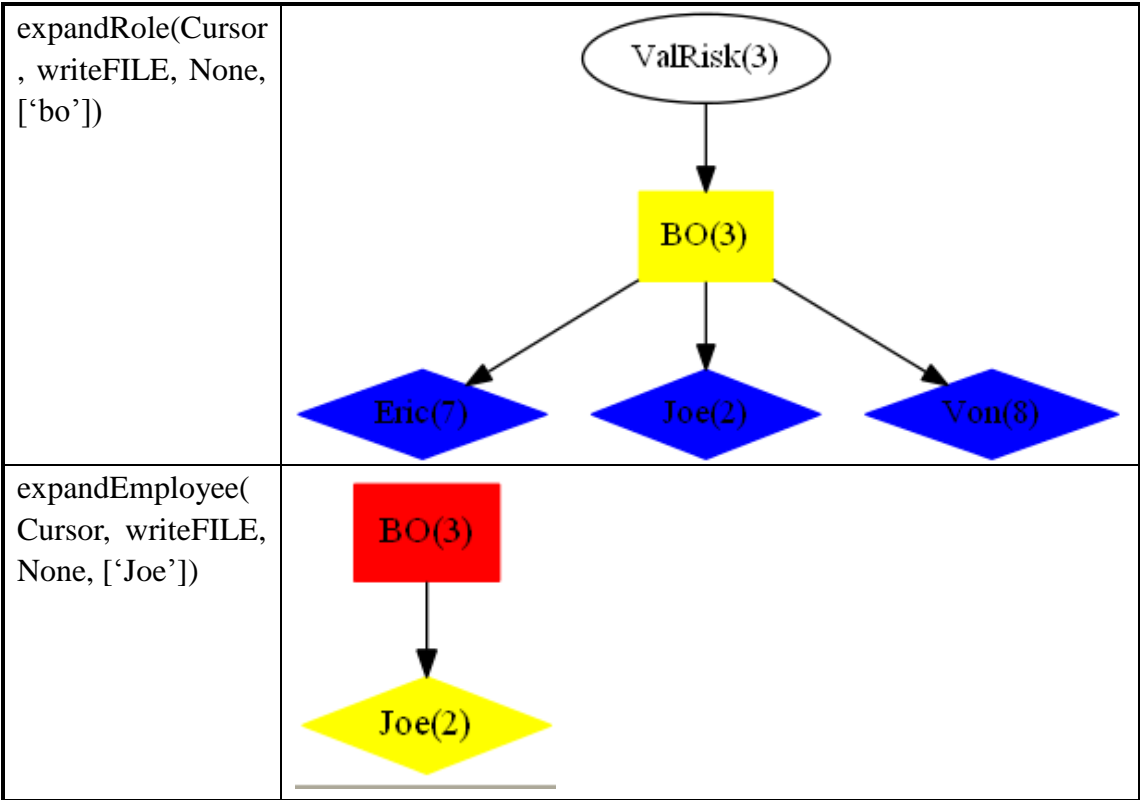 expandRole(Cursor
, writeFILE, None,
[‘bo’])
ValRisk(3)
BO(3)
Eric(7) Joe(2) Von(8)
expandEmployee(
Cursor, writeFILE,
None, [‘Joe’])
BO(3)
Joe(2)